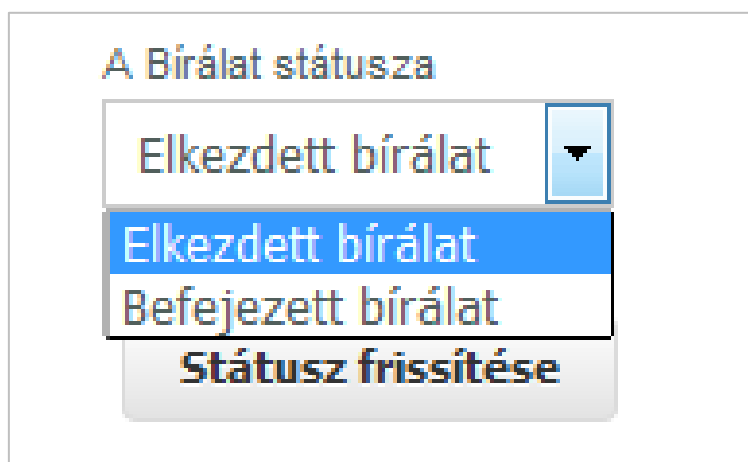 A Bírálat státusza
Elkezdett bírálat
Elkezdett bírálat
Befejezett bírálat
Státusz frissítése